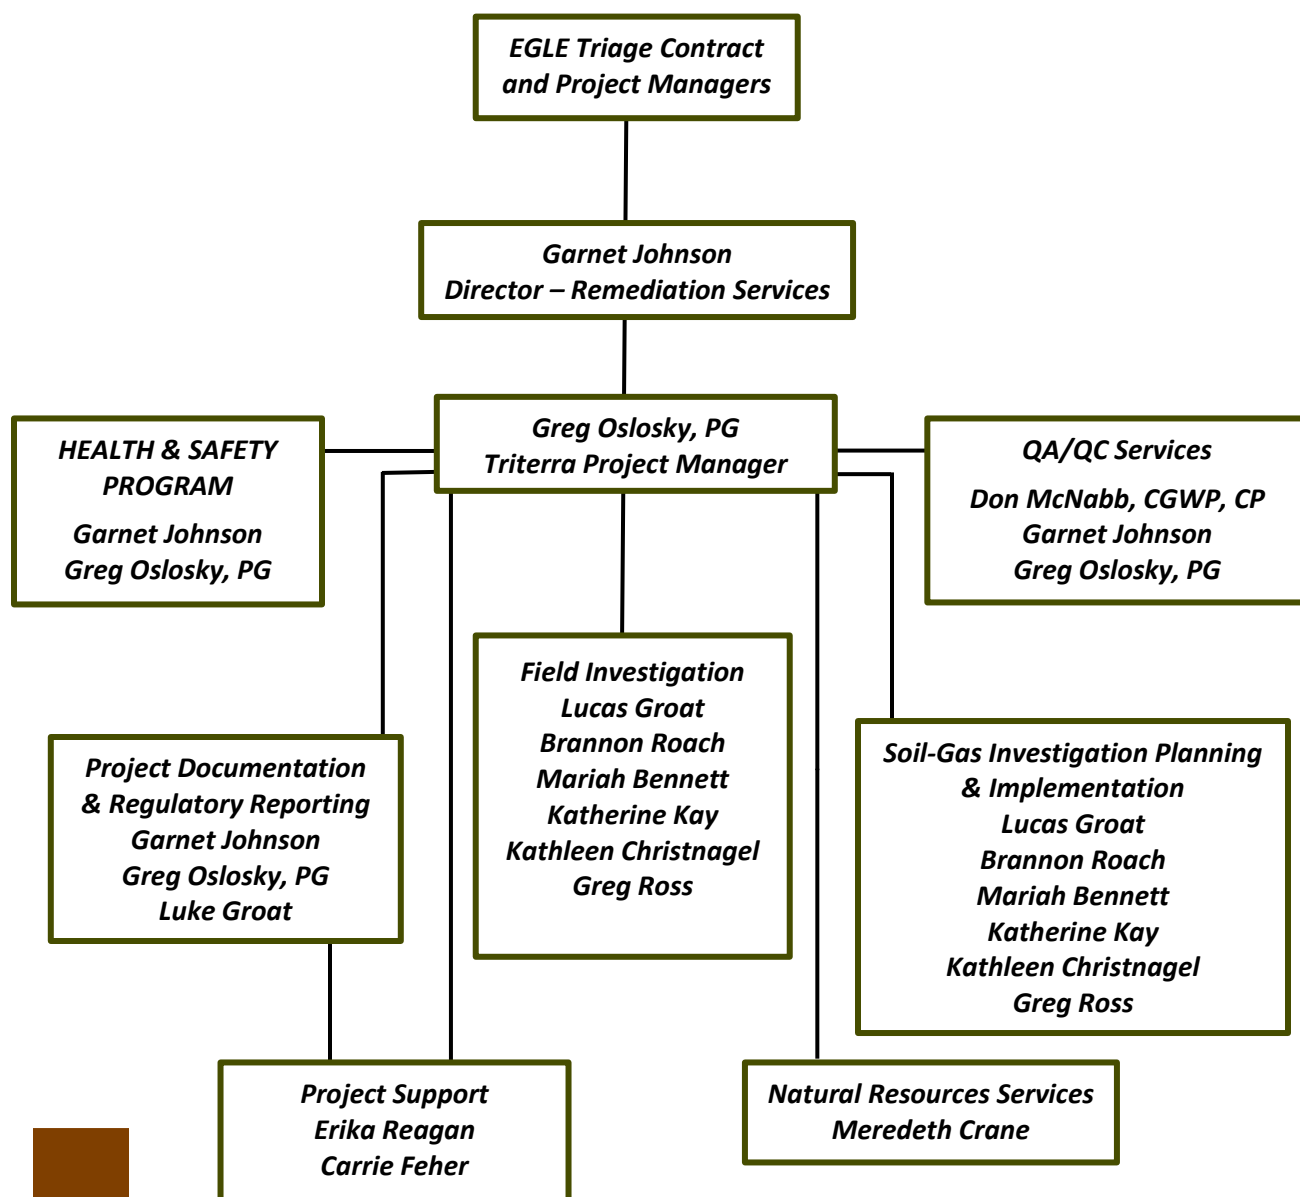 EGLE Triage Contract
and Project Managers
Garnet Johnson
Director – Remediation Services
Greg Oslosky, PG
Triterra Project Manager
HEALTH & SAFETY
PROGRAM
Garnet Johnson
Greg Oslosky, PG
QA/QC Services
Don McNabb, CGWP, CP
Garnet Johnson
Greg Oslosky, PG
Field Investigation
Lucas Groat
Brannon Roach
Mariah Bennett
Katherine Kay
Kathleen Christnagel
Greg Ross
Project Documentation
& Regulatory Reporting
Garnet Johnson
Greg Oslosky, PG
Luke Groat
Soil-Gas Investigation Planning
& Implementation
Lucas Groat
Brannon Roach
Mariah Bennett
Katherine Kay
Kathleen Christnagel
Greg Ross
Project Support
Erika Reagan
Carrie Feher
Natural Resources Services
Meredeth Crane